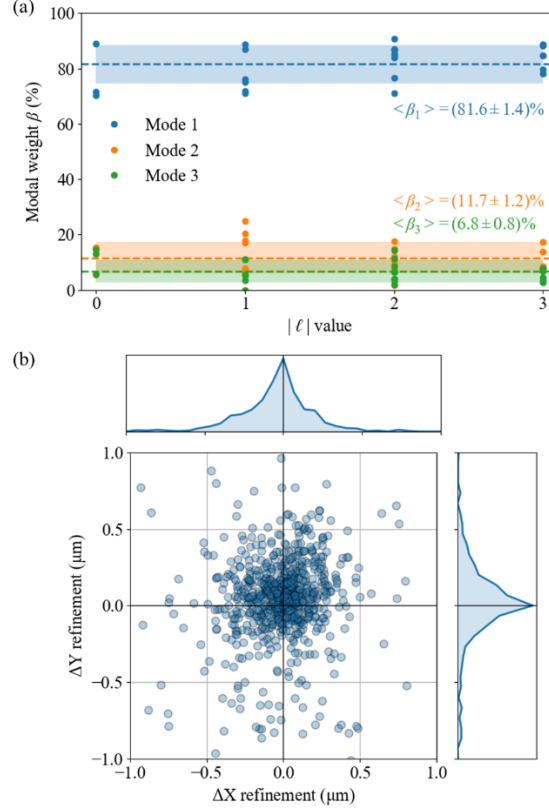 (a)
100
80
60
40
20
0
Modal weight β (%)
Mode 1
Mode 2
Mode 3
<β₁> = (81.6 ± 1.4)%
<β₂> = (11.7 ± 1.2)%
<β₃> = (6.8 ± 0.8)%
0 1 2 3
| ℓ | value
(b)
1.0
0.5
0.0
−0.5
−1.0
ΔY refinement (μm)
−1.0 −0.5 0.0 0.5 1.0
ΔX refinement (μm)